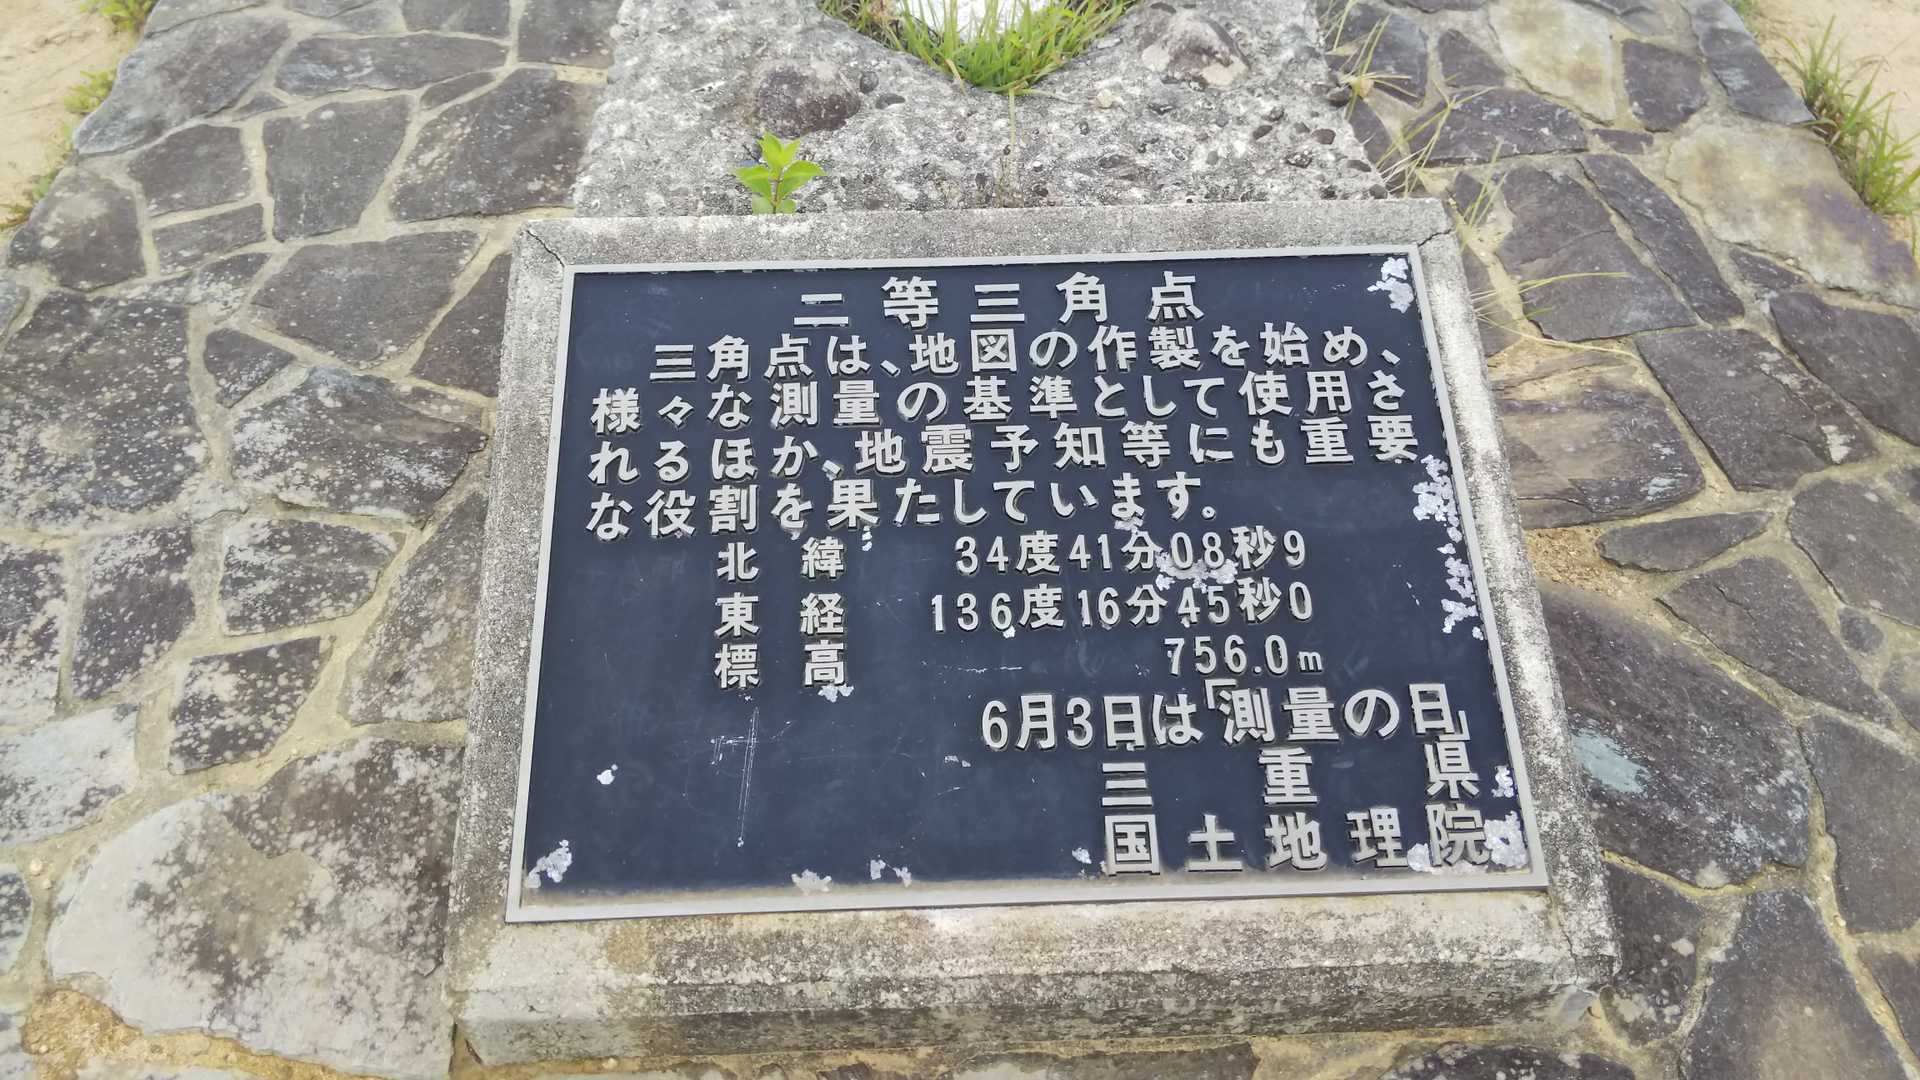 二等三角点
三角点は、地図の作製を始め、
様々な測量の基準として使用さ
れるほか、地震予知等にも重要
な役割を果たしています。
北緯 34度41分08秒9
東経 136度16分45秒0
標高 756.0m
6月3日は「測量の日」
三重県
国土地理院